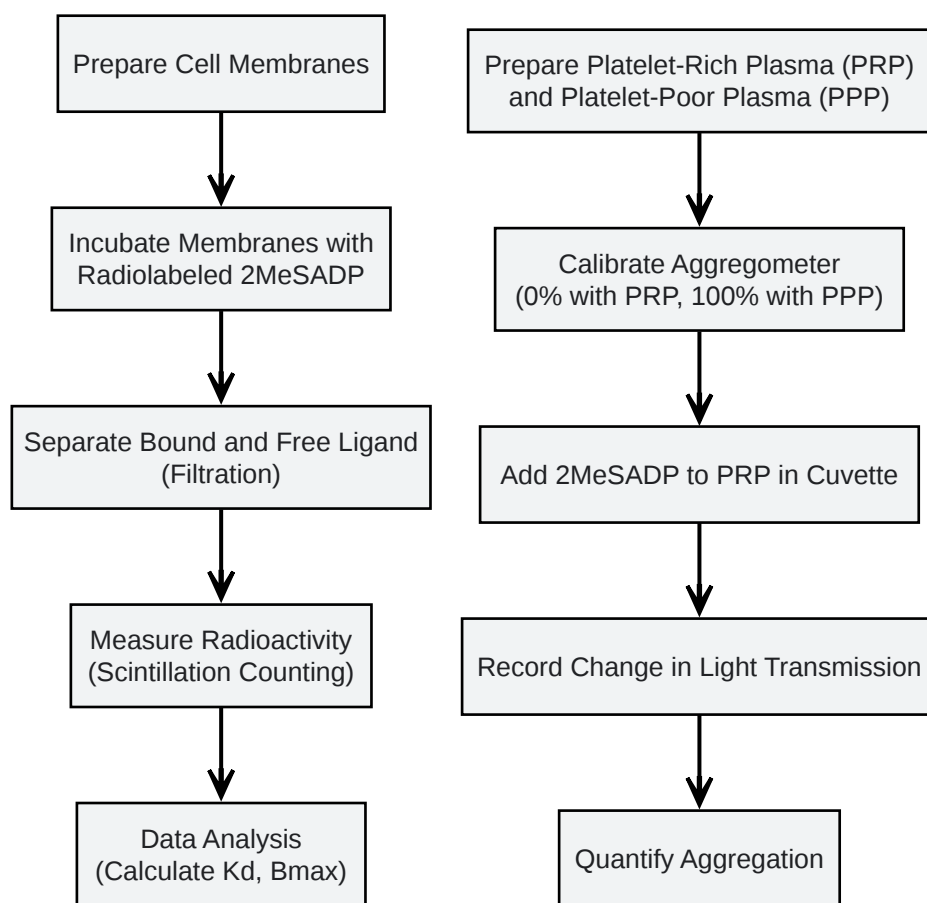 Prepare Cell Membranes
Incubate Membranes with
Radiolabeled 2MeSADP
Separate Bound and Free Ligand
(Filtration)
Measure Radioactivity
(Scintillation Counting)
Data Analysis
(Calculate Kd, Bmax)
Prepare Platelet-Rich Plasma (PRP)
and Platelet-Poor Plasma (PPP)
Calibrate Aggregometer
(0% with PRP, 100% with PPP)
Add 2MeSADP to PRP in Cuvette
Record Change in Light Transmission
Quantify Aggregation